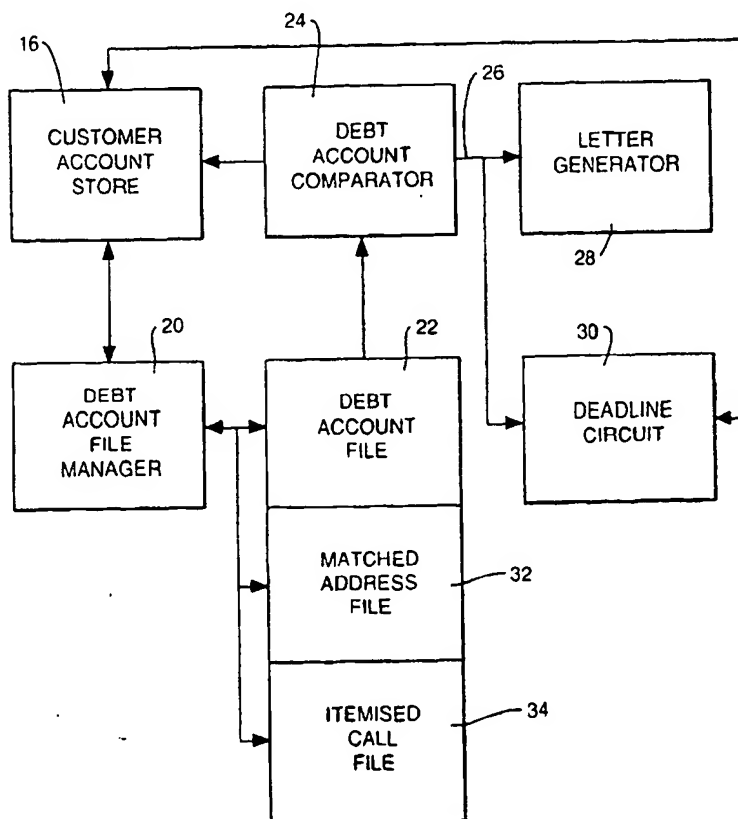 16
24
26
CUSTOMER
ACCOUNT
STORE
DEBT
ACCOUNT
COMPARATOR
LETTER
GENERATOR
28
20
22
30
DEBT
ACCOUNT
FILE
MANAGER
DEBT
ACCOUNT
FILE
DEADLINE
CIRCUIT
MATCHED
ADDRESS
FILE
32
ITEMISED
CALL
FILE
34